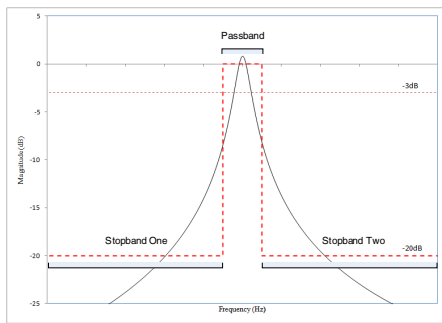 Passband
5
0
-3dB
-5
-10
-15
Stopband One
Stopband Two
-20dB
-20
-25
Magnitude (dB)
Frequency (Hz)